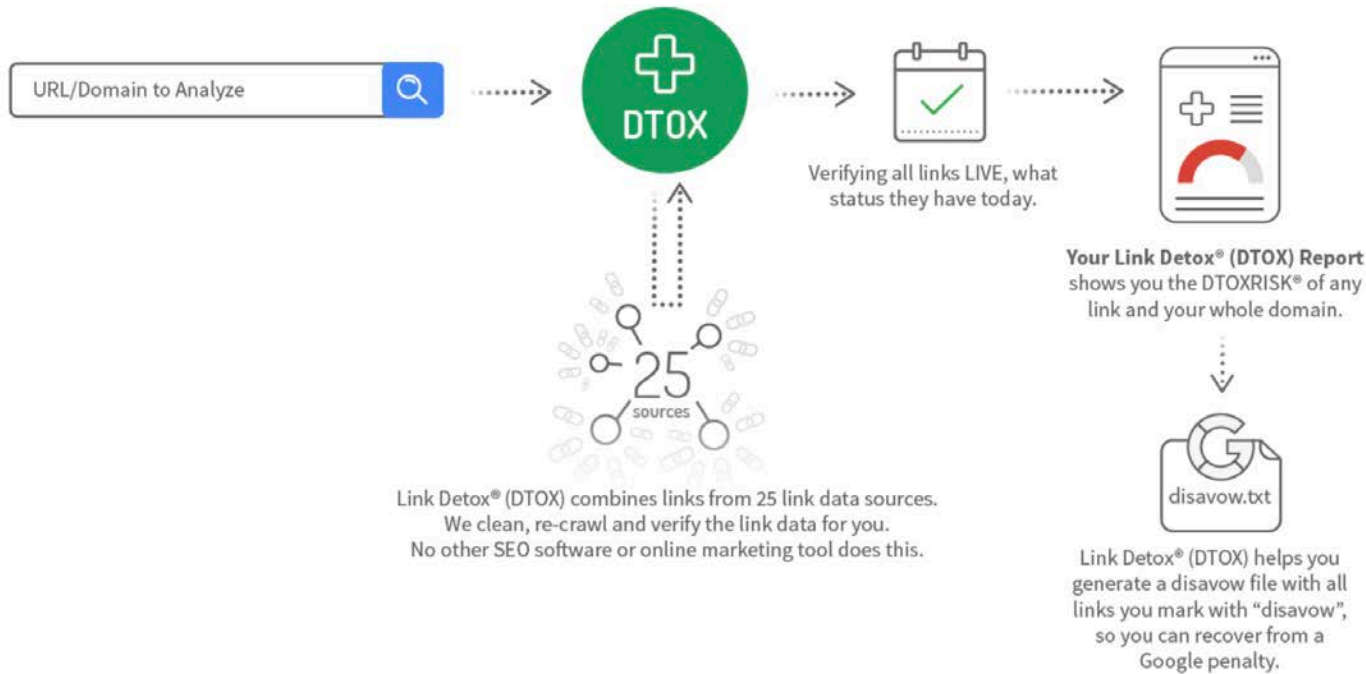 URL/Domain to Analyze
DTOX
Verifying all links LIVE, what
status they have today.
Your Link Detox® (DTOX) Report
shows you the DTOXRISK® of any
link and your whole domain.
25
sources
Link Detox® (DTOX) combines links from 25 link data sources.
We clean, re-crawl and verify the link data for you.
No other SEO software or online marketing tool does this.
G
disavow.txt
Link Detox® (DTOX) helps you
generate a disavow file with all
links you mark with “disavow”,
so you can recover from a
Google penalty.